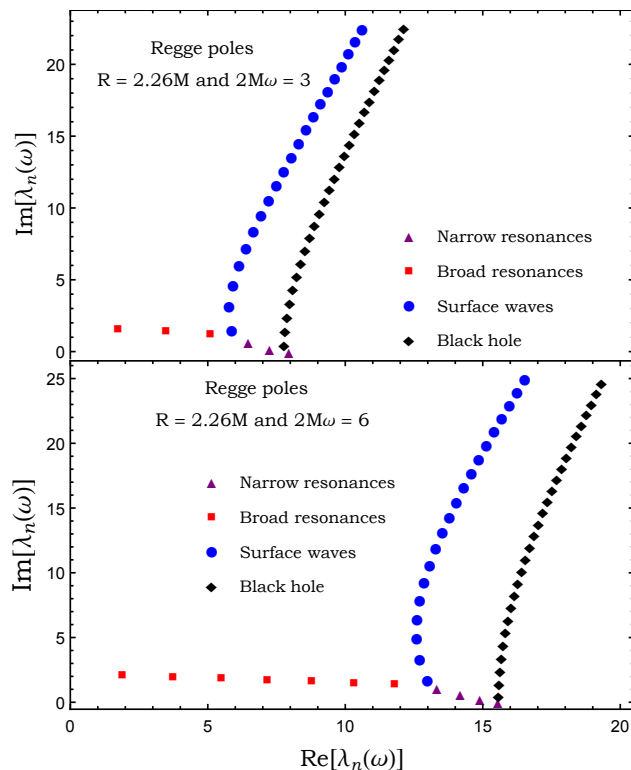 Regge poles
R = 2.26M and 2Mω = 3
Im[λₙ(ω)]
20
15
10
5
0
Narrow resonances
Broad resonances
Surface waves
Black hole
Regge poles
R = 2.26M and 2Mω = 6
Im[λₙ(ω)]
25
20
15
10
5
0
Narrow resonances
Broad resonances
Surface waves
Black hole
0 5 10 15 20
Re[λₙ(ω)]